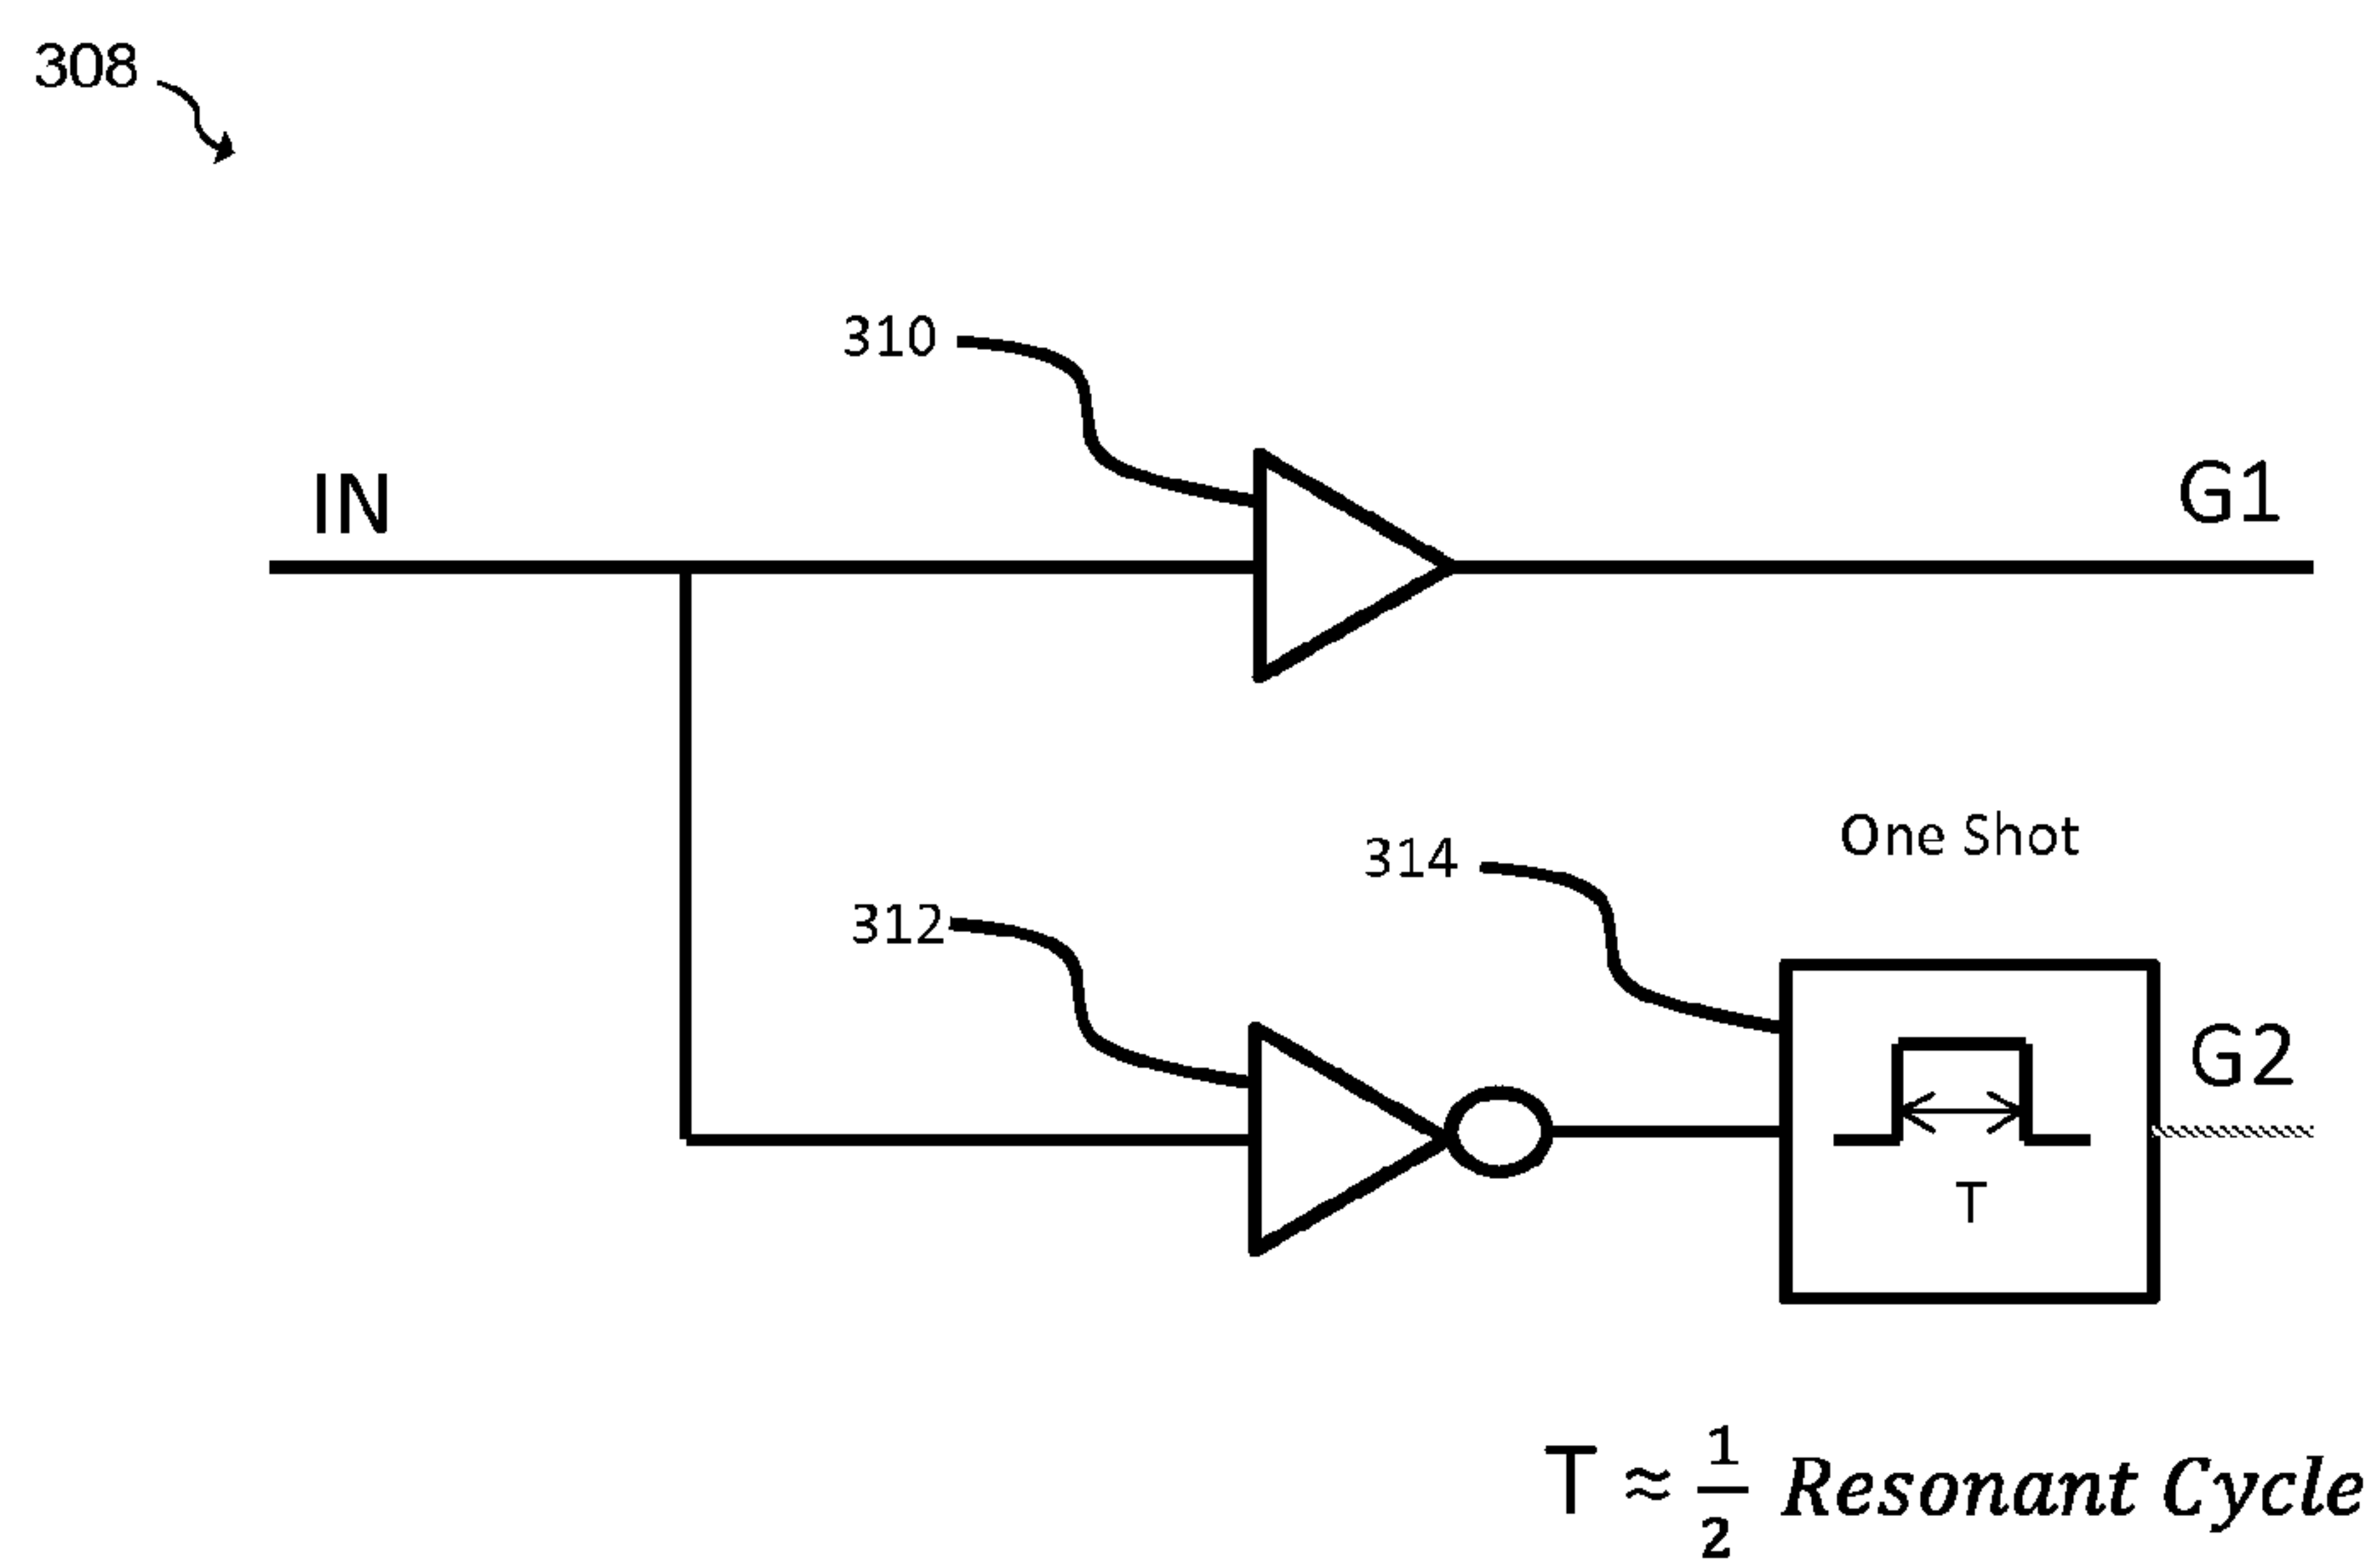 308
310
IN
G1
One Shot
314
312
G2
T
T ≈ 1/2 Resonant Cycle